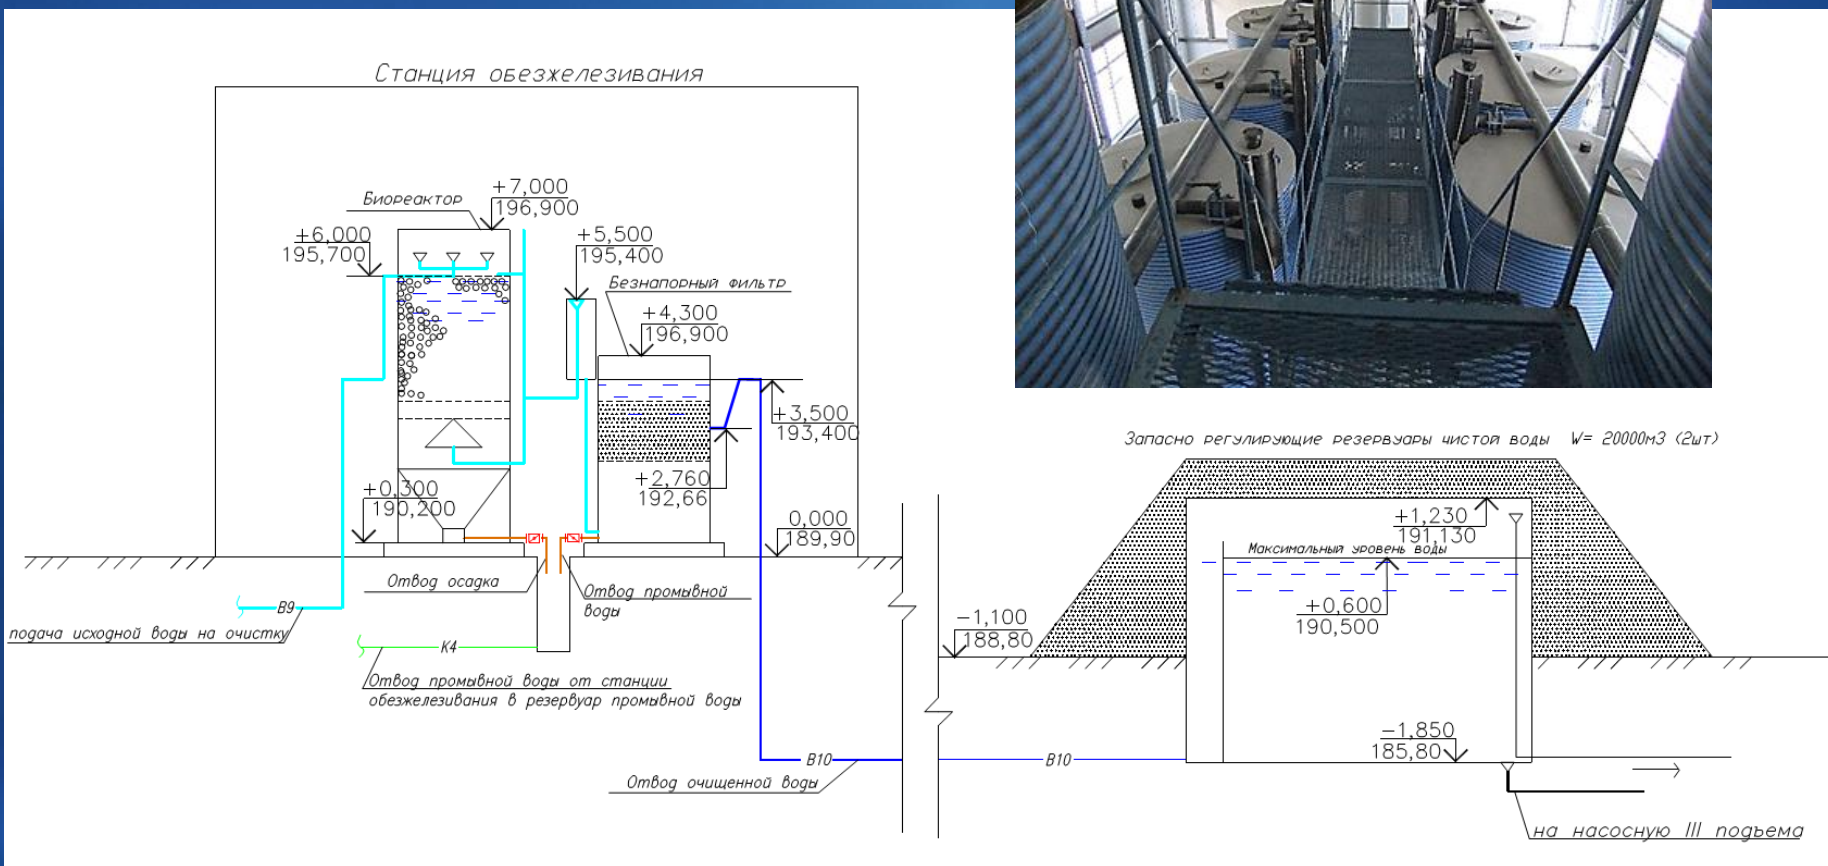 Станция обезжелезивания
Биореактор
+7,000
196,900
+6,000
195,700
+5,500
195,400
Безнапорный фильтр
+4,300
196,900
+3,500
193,400
+2,760
192,66
+0,300
190,200
0,000
189,90
Отвод осадка
Отвод промывной
воды
В9
подача исходной воды на очистку
К4
Отвод промывной воды от станции
обезжелезивания в резервуар промывной воды
В10
Отвод очищенной воды
Запасно регулирующие резервуары чистой воды W= 20000м3 (2шт)
+1,230
191,130
Максимальный уровень воды
+0,600
190,500
-1,100
188,80
-1,850
185,80
В10
на насосную III подъема